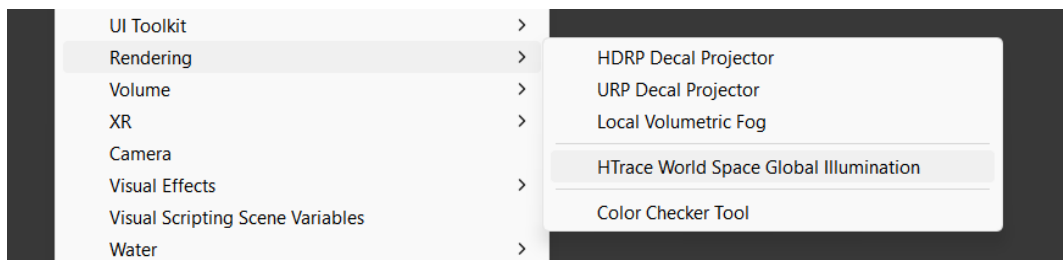 UI Toolkit
Rendering
Volume
XR
Camera
Visual Effects
Visual Scripting Scene Variables
Water
HDRP Decal Projector
URP Decal Projector
Local Volumetric Fog
HTrace World Space Global Illumination
Color Checker Tool